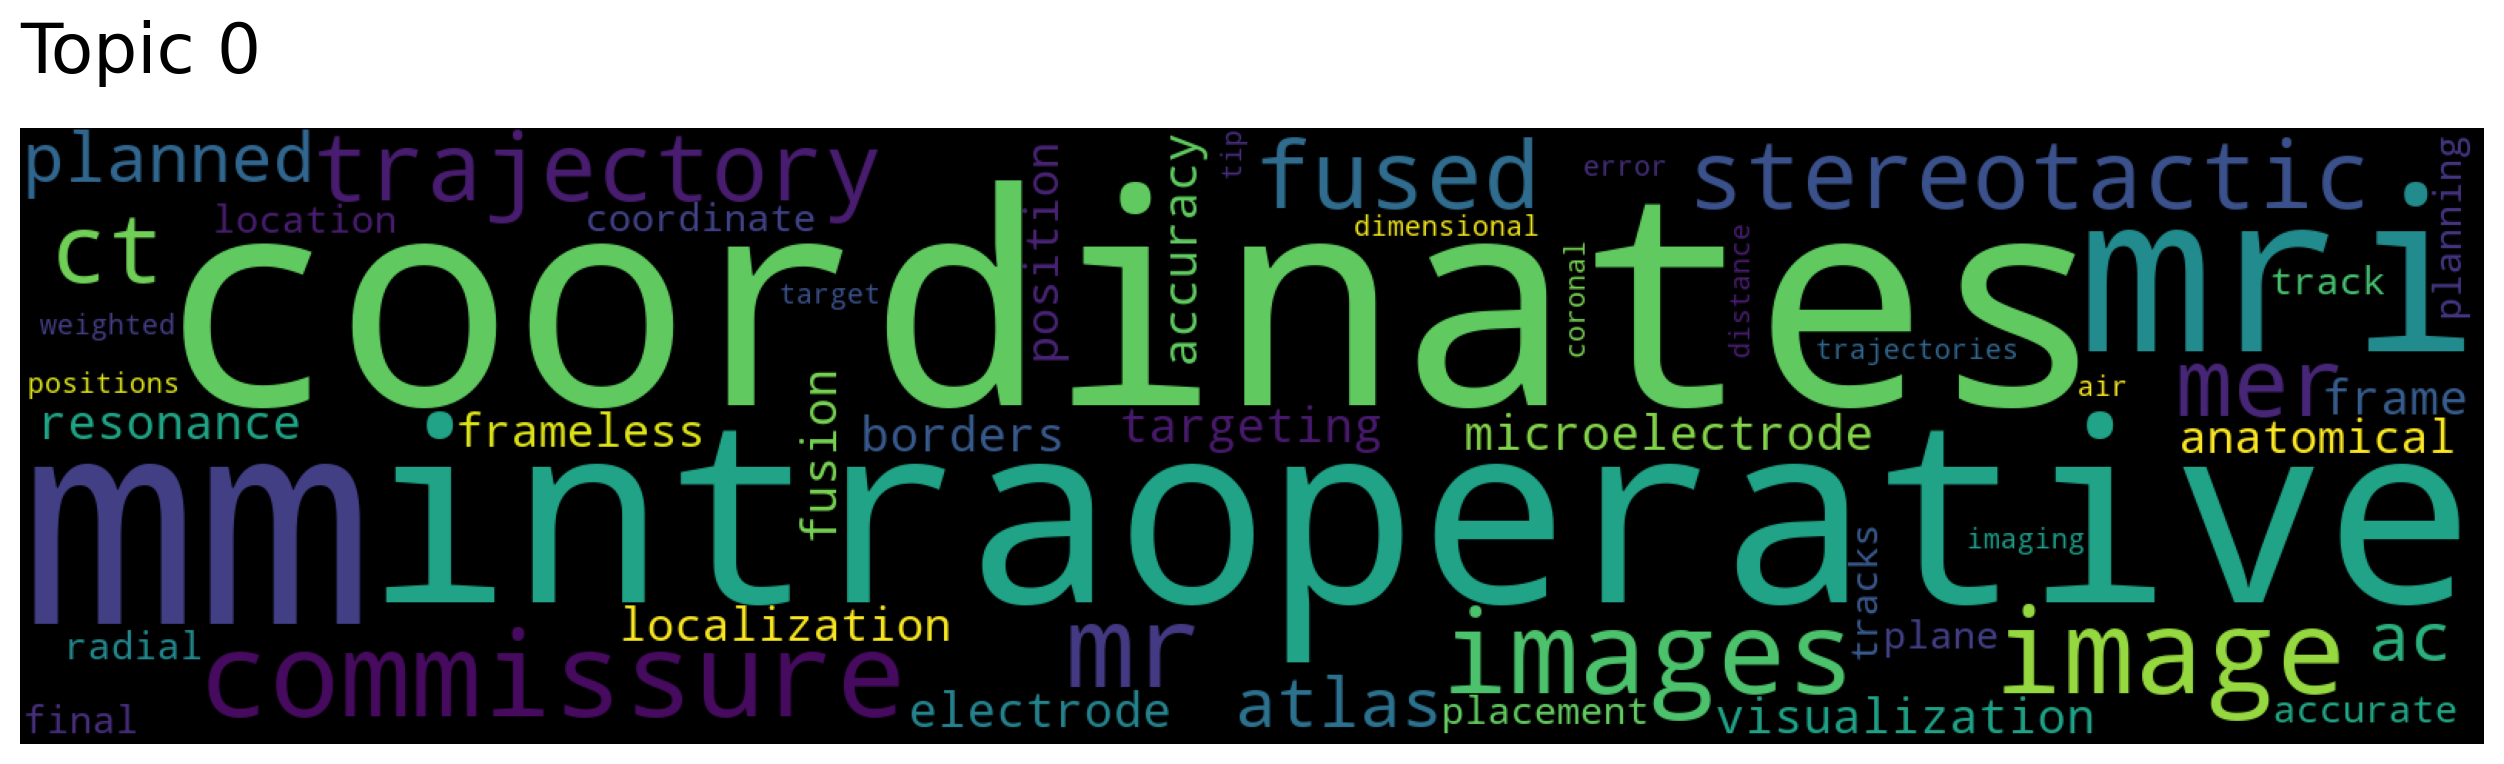 Topic 0
planned
trajectory
position
accuracy
tip
fused
error
stereotactic
planning
ct
location
coordinate
dimensional
coordinates
mri
track
target
coronal
distance
weighted
trajectories
positions
air
mer
frame
resonance
frameless
fusion
borders
targeting
microelectrode
anatomical
mm
intraoperative
tracks
imaging
radial
localization
commissure
mr
images
plane
image
ac
final
electrode
atlas
placement
visualization
accurate